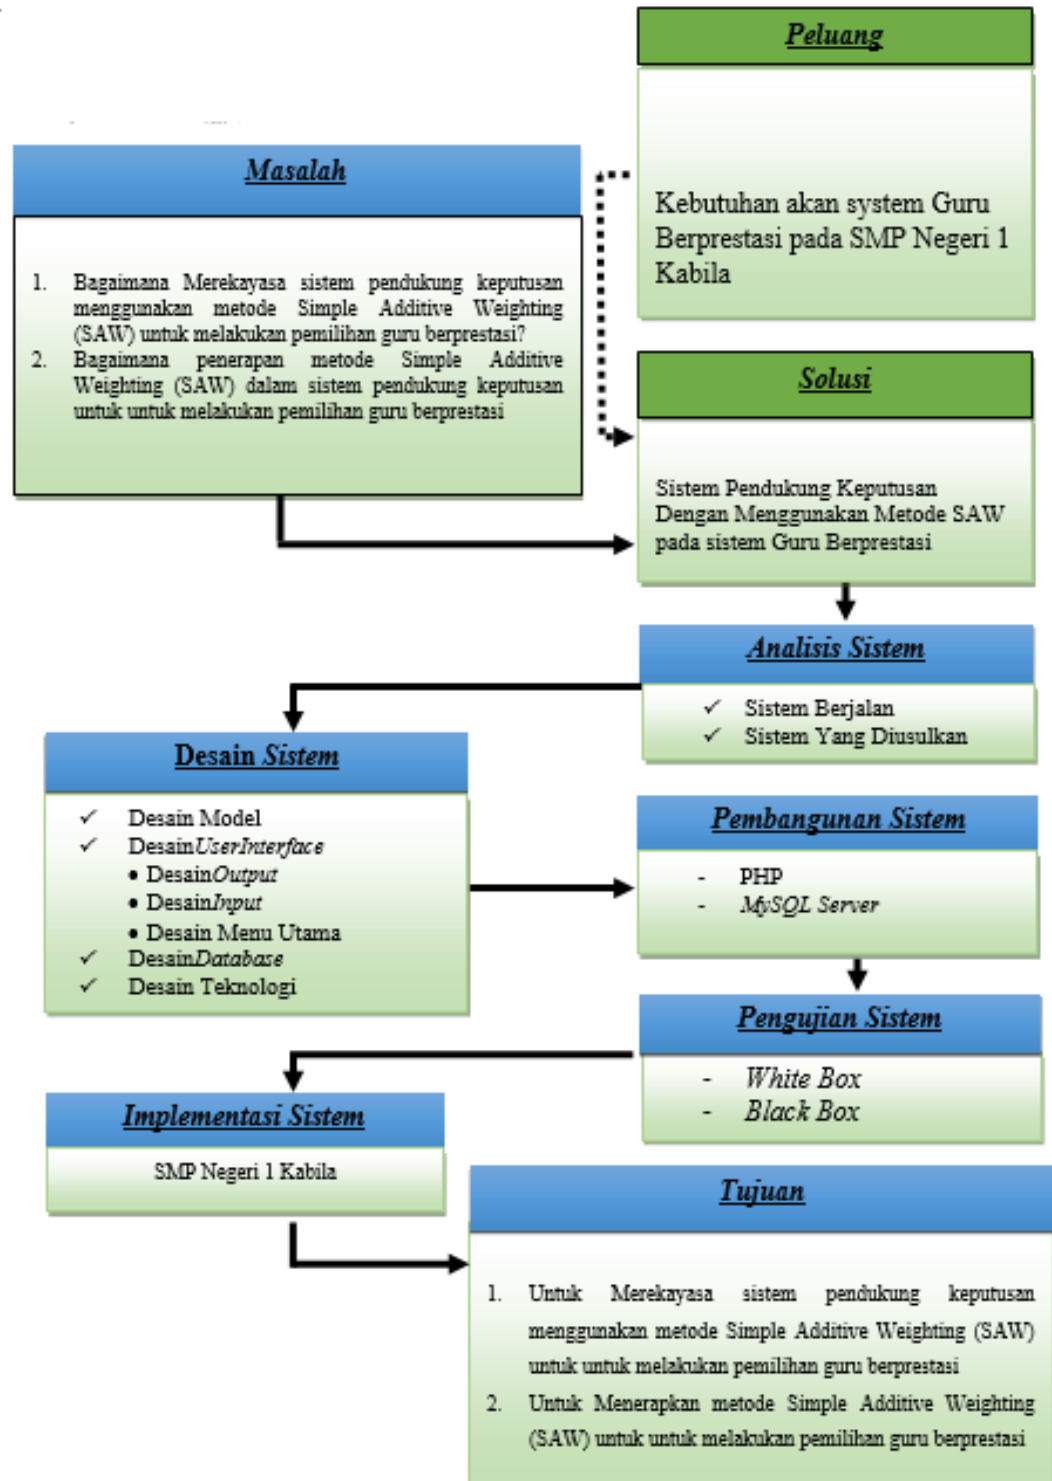 Peluang
Kebutuhan akan system Guru
Berprestasi pada SMP Negeri 1
Kabila
Masalah
1. Bagaimana Merekayasa sistem pendukung keputusan
menggunakan metode Simple Additive Weighting
(SAW) untuk melakukan pemilihan guru berprestasi?
2. Bagaimana penerapan metode Simple Additive
Weighting (SAW) dalam sistem pendukung keputusan
untuk untuk melakukan pemilihan guru berprestasi
Solusi
Sistem Pendukung Keputusan
Dengan Menggunakan Metode SAW
pada sistem Guru Berprestasi
Analisis Sistem
✓ Sistem Berjalan
✓ Sistem Yang Diusulkan
Desain Sistem
✓ Desain Model
✓ DesainUserInterface
• DesainOutput
• DesainInput
• Desain Menu Utama
✓ DesainDatabase
✓ Desain Teknologi
Pembangunan Sistem
- PHP
- MySQL Server
Pengujian Sistem
- White Box
- Black Box
Implementasi Sistem
SMP Negeri 1 Kabila
Tujuan
1. Untuk Merekayasa sistem pendukung keputusan
menggunakan metode Simple Additive Weighting (SAW)
untuk untuk melakukan pemilihan guru berprestasi
2. Untuk Menerapkan metode Simple Additive Weighting
(SAW) untuk untuk melakukan pemilihan guru berprestasi